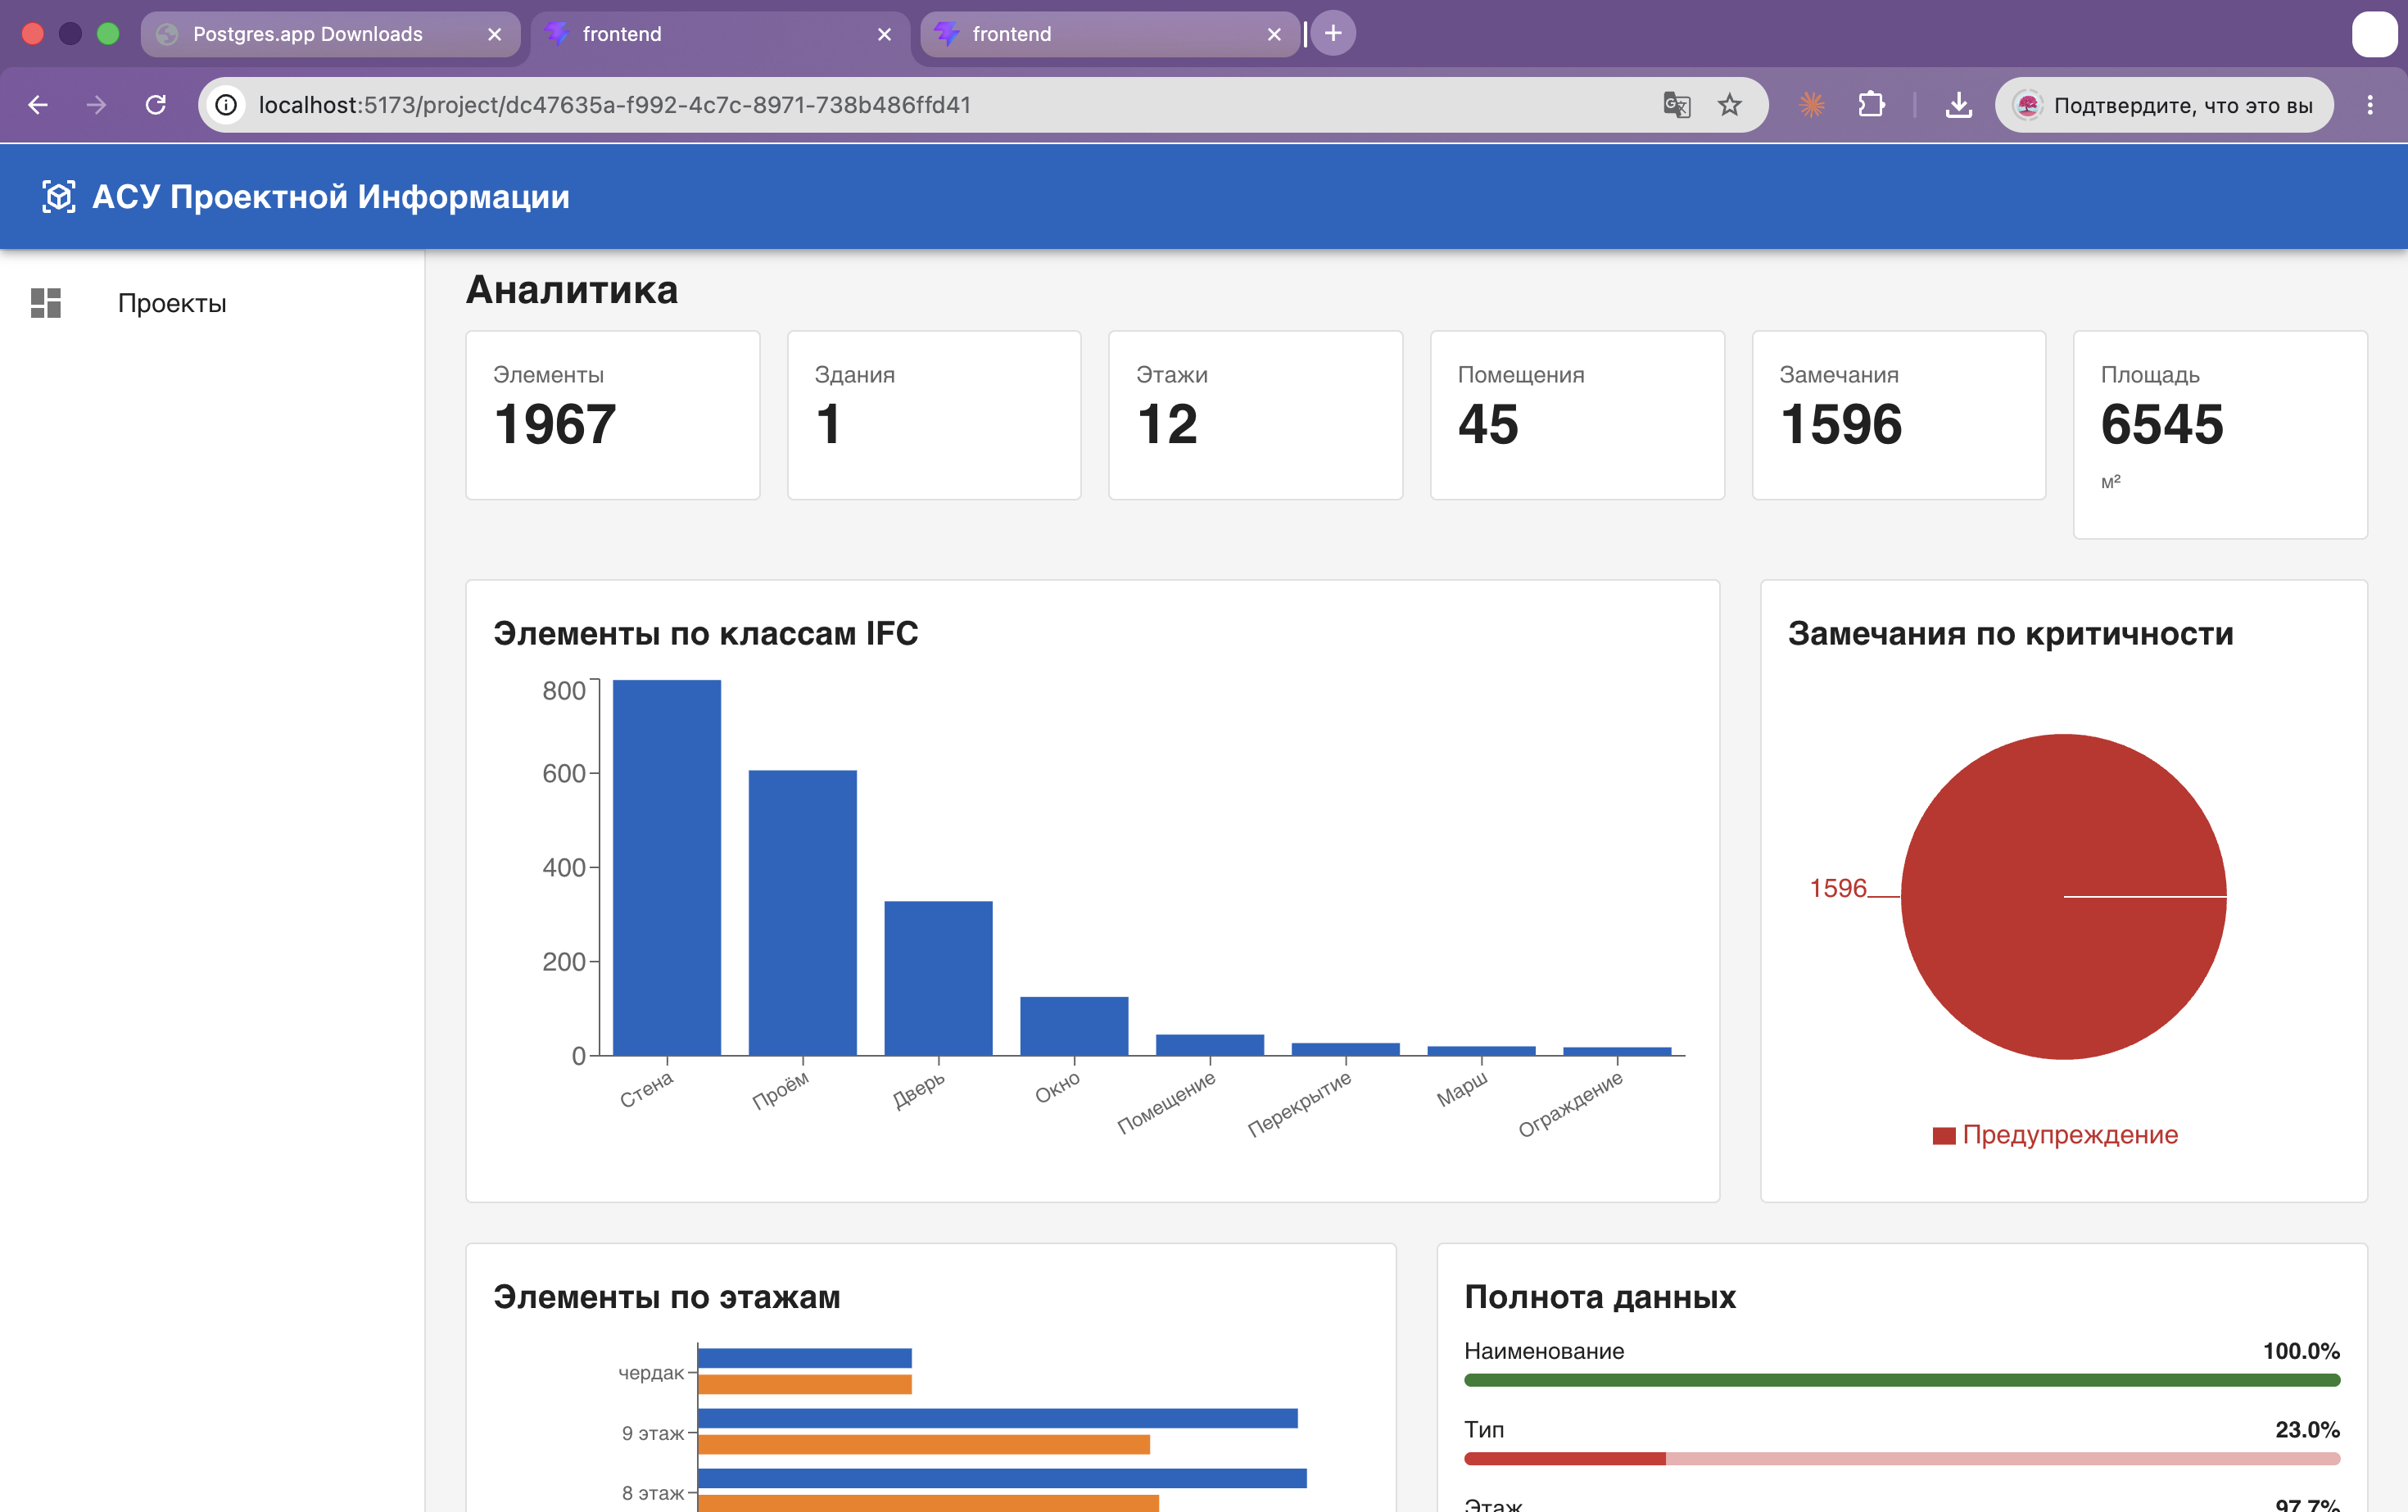 Postgres.app Downloads
frontend
frontend
localhost:5173/project/dc47635a-f992-4c7c-8971-738b486ffd41
Подтвердите, что это вы
АСУ Проектной Информации
Проекты
Аналитика
Элементы
1967
Здания
1
Этажи
12
Помещения
45
Замечания
1596
Площадь
6545
м²
Элементы по классам IFC
800
600
400
200
0
Стена
Проём
Дверь
Окно
Помещение
Перекрытие
Марш
Ограждение
Замечания по критичности
1596
Предупреждение
Элементы по этажам
чердак
9 этаж
8 этаж
Полнота данных
Наименование 100.0%
Тип 23.0%
Этаж 97.7%